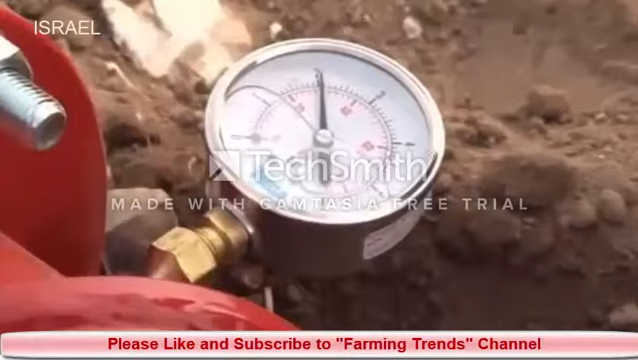 ISRAEL
TechSmith
MADE WITH CAMTASIA FREE TRIAL
Please Like and Subscribe to "Farming Trends" Channel